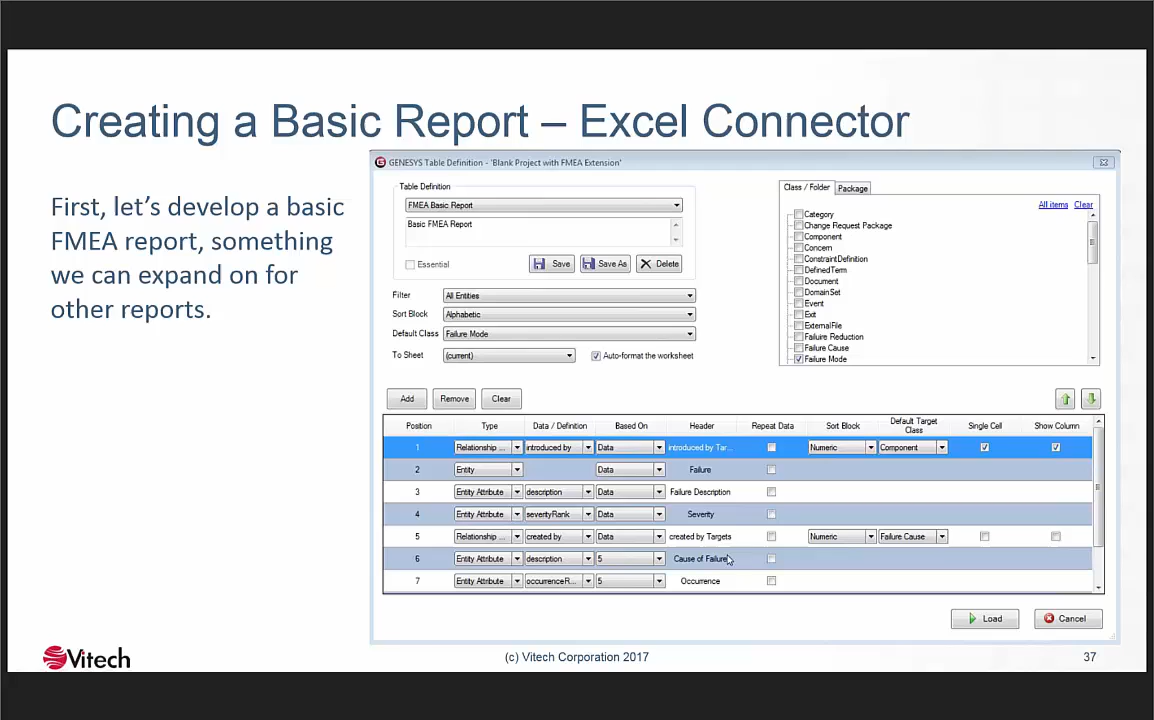 Creating a Basic Report – Excel Connector
First, let's develop a basic
FMEA report, something
we can expand on for
other reports.
GENESYS Table Definition - 'Blank Project with FMEA Extension'
Table Definition
FMEA Basic Report
Basic FMEA Report
Essential
Save
Save As
Delete
Filter
All Entities
Sort Block
Alphabetic
Default Class
Failure Mode
To Sheet
(current)
Auto-format the worksheet
Class / Folder
Package
All items
Clear
Category
Change Request Package
Component
Concern
ConstraintDefinition
DefinedTerm
Document
DomainSet
Event
Exit
ExternalFile
Failure Reduction
Failure Cause
Failure Mode
Add
Remove
Clear
Position Type Data / Definition Based On Header Repeat Data Sort Block Default Target Class Single Cell Show Column
1 Relationship ... introduced by Data introduced by Tar... Numeric Component
2 Entity Data Failure
3 Entity Attribute description Data Failure Description
4 Entity Attribute severityRank Data Severity
5 Relationship ... created by Data created by Targets Numeric Failure Cause
6 Entity Attribute description 5 Cause of Failure
7 Entity Attribute occurrenceR... 5 Occurrence
Load
Cancel
Vitech
(c) Vitech Corporation 2017
37